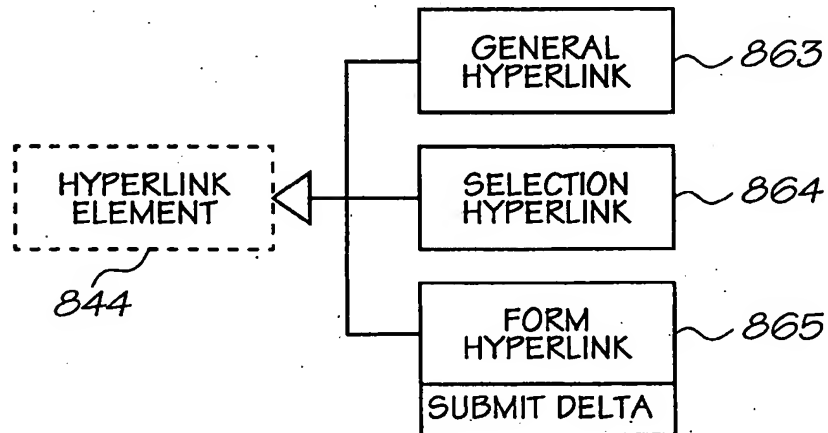 GENERAL
HYPERLINK
863
HYPERLINK
ELEMENT
844
SELECTION
HYPERLINK
864
FORM
HYPERLINK
865
SUBMIT DELTA